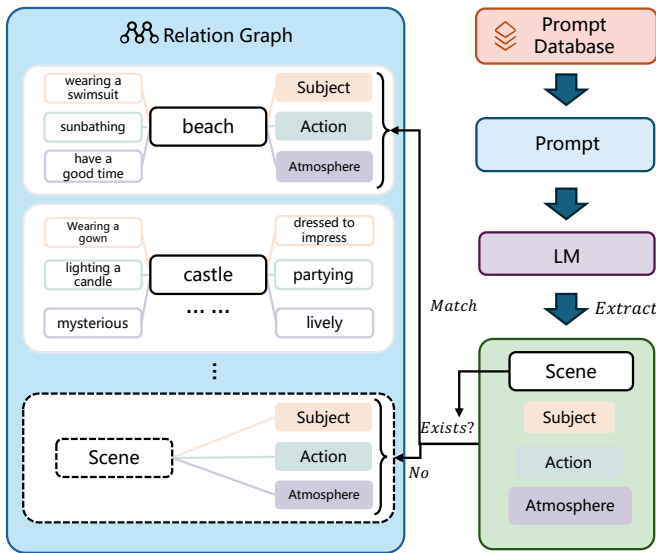 Relation Graph
wearing a
swimsuit
sunbathing
have a
good time
beach
Subject
Action
Atmosphere
Wearing a
gown
lighting a
candle
mysterious
castle
... ...
dressed to
impress
partying
lively
...
Scene
Subject
Action
Atmosphere
Match
No
Prompt
Database
Prompt
LM
Extract
Scene
Exists?
Subject
Action
Atmosphere